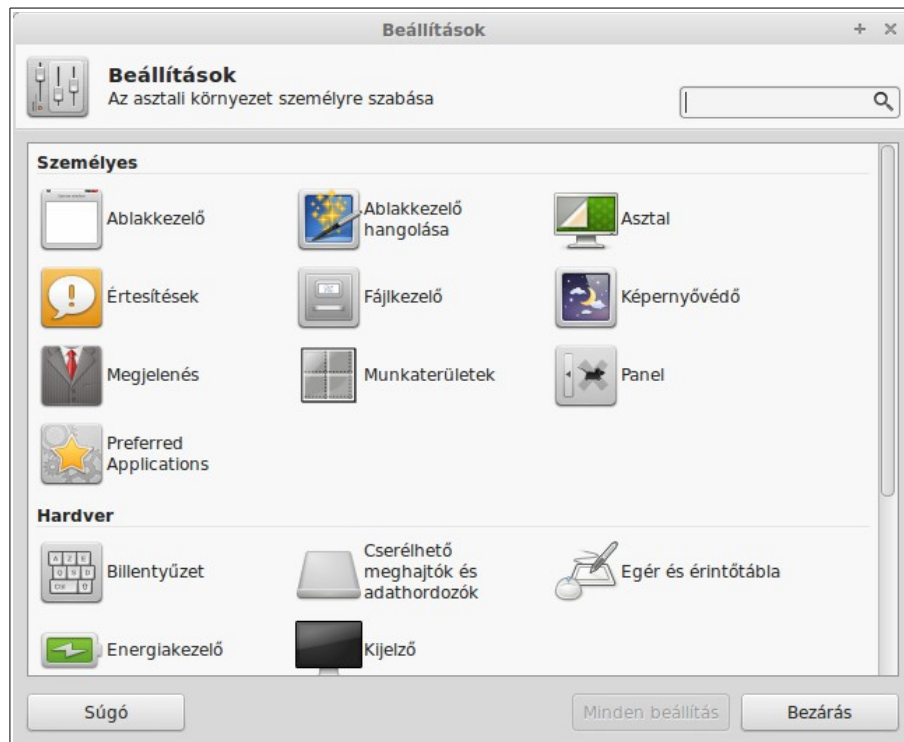 Beállítások
Beállítások
Az asztali környezet személyre szabása
Személyes
Ablakkezelő
Ablakkezelő
hangolása
Asztal
Értesítések
Fájlkezelő
Képernyővédő
Megjelenés
Munkaterületek
Panel
Preferred
Applications
Hardver
Billentyűzet
Cserélhető
meghajtók és
adathordozók
Egér és érintőtábla
Energiakezelő
Kijelző
Súgó
Minden beállítás
Bezárás